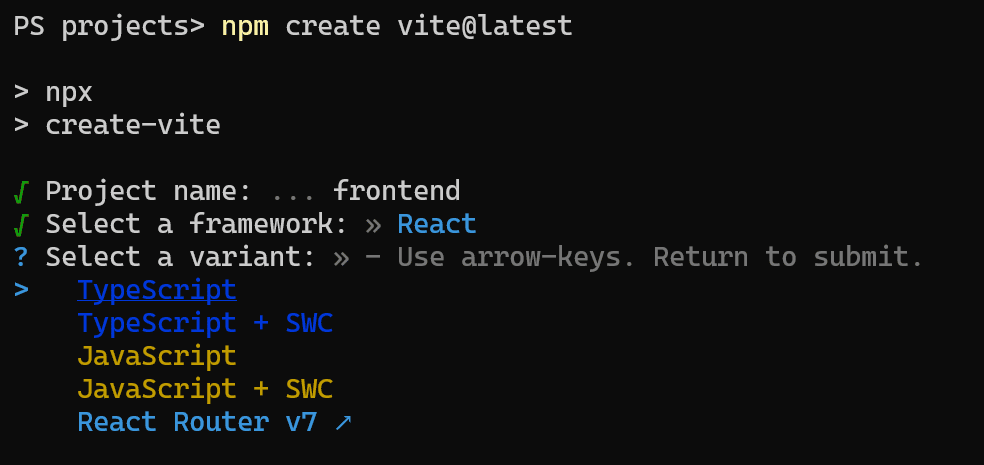 PS projects> npm create vite@latest
> npx
> create-vite
√ Project name: ... frontend
√ Select a framework: » React
? Select a variant: » - Use arrow-keys. Return to submit.
> TypeScript
TypeScript + SWC
JavaScript
JavaScript + SWC
React Router v7 ↗